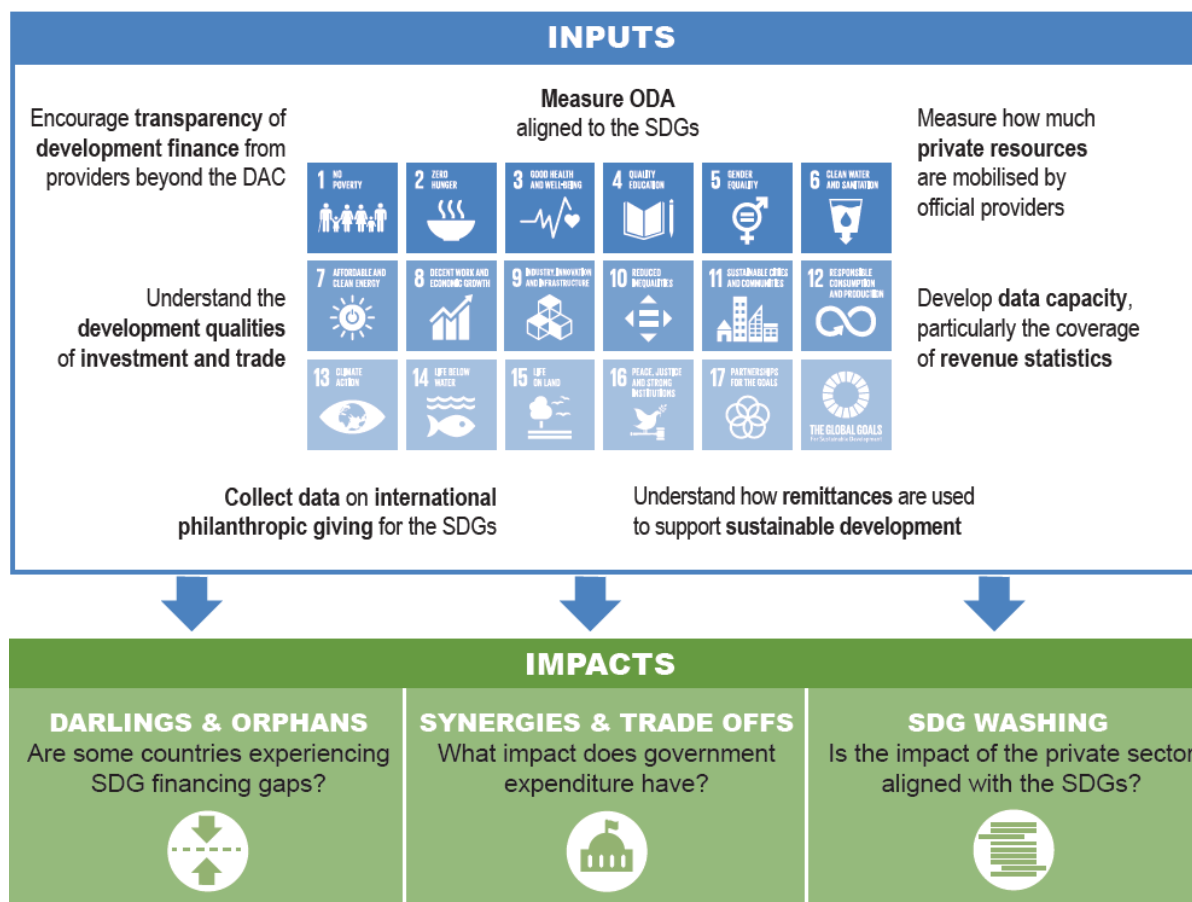 INPUTS
Measure ODA
aligned to the SDGs
Encourage transparency of
development finance from
providers beyond the DAC
Measure how much
private resources
are mobilised by
official providers
1 NO
POVERTY
2 ZERO
HUNGER
3 GOOD HEALTH
AND WELL-BEING
4 QUALITY
EDUCATION
5 GENDER
EQUALITY
6 CLEAN WATER
AND SANITATION
7 AFFORDABLE AND
CLEAN ENERGY
8 DECENT WORK AND
ECONOMIC GROWTH
9 INDUSTRY, INNOVATION
AND INFRASTRUCTURE
10 REDUCED
INEQUALITIES
11 SUSTAINABLE CITIES
AND COMMUNITIES
12 RESPONSIBLE
CONSUMPTION
AND PRODUCTION
Understand the
development qualities
of investment and trade
Develop data capacity,
particularly the coverage
of revenue statistics
13 CLIMATE
ACTION
14 LIFE BELOW
WATER
15 LIFE
ON LAND
16 PEACE, JUSTICE
AND STRONG
INSTITUTIONS
17 PARTNERSHIPS
FOR THE GOALS
THE GLOBAL GOALS
For Sustainable Development
Collect data on international
philanthropic giving for the SDGs
Understand how remittances are used
to support sustainable development
IMPACTS
DARLINGS & ORPHANS
Are some countries experiencing
SDG financing gaps?
SYNERGIES & TRADE OFFS
What impact does government
expenditure have?
SDG WASHING
Is the impact of the private sector
aligned with the SDGs?